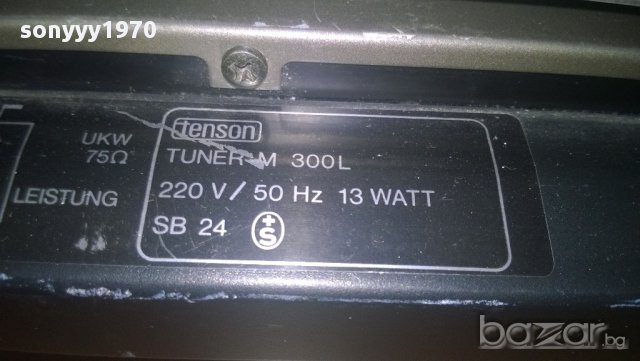 sonyyy1970
UKW
75Ω
LEISTUNG
tenson
TUNER-M 300L
220 V/ 50 Hz 13 WATT
SB 24 +S
bazar.bg